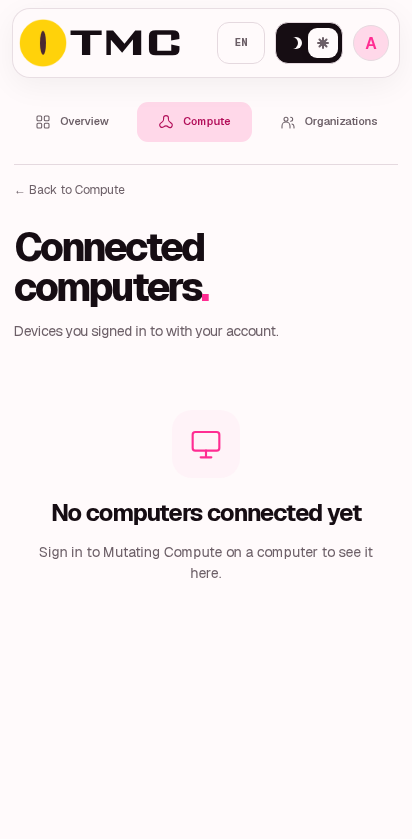 TMC
EN
A
Overview
Compute
Organizations
← Back to Compute
Connected
computers.
Devices you signed in to with your account.
No computers connected yet
Sign in to Mutating Compute on a computer to see it
here.